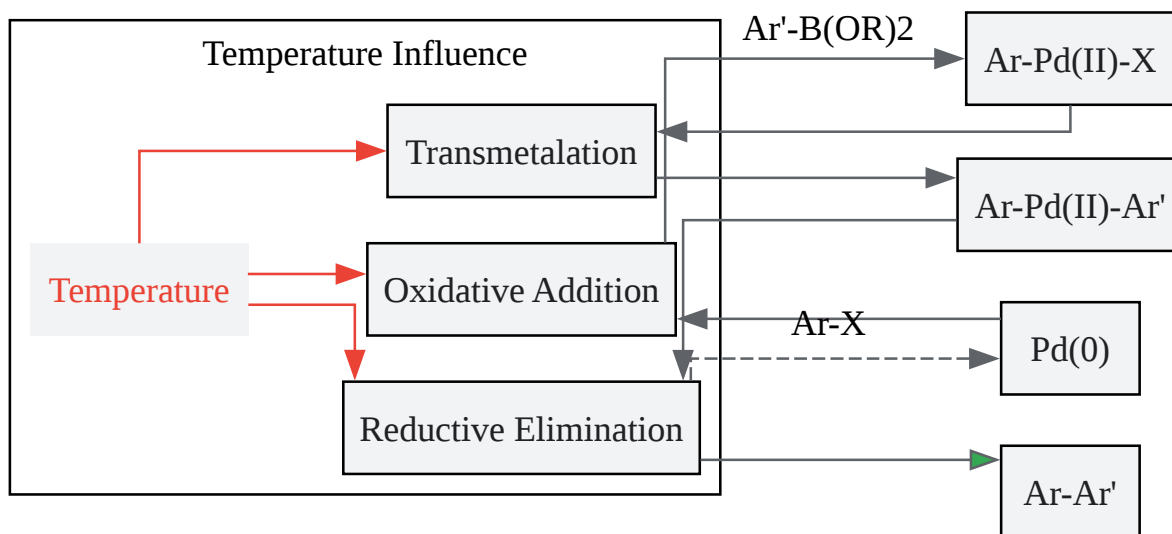 Temperature Influence
Ar'-B(OR)2
Ar-Pd(II)-X
Transmetalation
Ar-Pd(II)-Ar'
Temperature
Oxidative Addition
Ar-X
Pd(0)
Reductive Elimination
Ar-Ar'